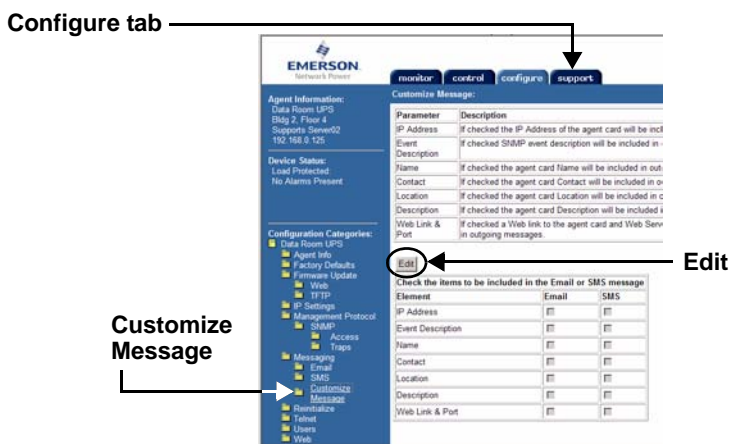 Configure tab
EMERSON
Network Power
monitor control configure support
Agent Information:
Data Room UPS
Bldg 2, Floor 4
Supports Server02
192.168.0.125
Device Status:
Load Protected:
No Alarms Present
Configuration Categories:
Data Room UPS
Agent Info
Factory Defaults
Firmware Update
Web
TFTP
IP Settings
Management Protocol
SNMP
Access
Traps
Messaging
Email
SMS
Customize
Message
Reinitialize
Telnet
Users
Web
Customize Message:
Parameter Description
IP Address If checked the IP Address of the agent card will be
Event If checked SNMP event description will be included in
Description
Name If checked the agent card Name will be included in
Contact If checked the agent card Contact will be included in
Location If checked the agent card Location will be included in
Description If checked the agent card Description will be included
Web Link & If checked a Web link to the agent card and Web
Port in outgoing messages.
Edit
Edit
Check the items to be included in the Email or SMS message
Element Email SMS
IP Address
Event Description
Name
Contact
Location
Description
Web Link & Port
Customize
Message